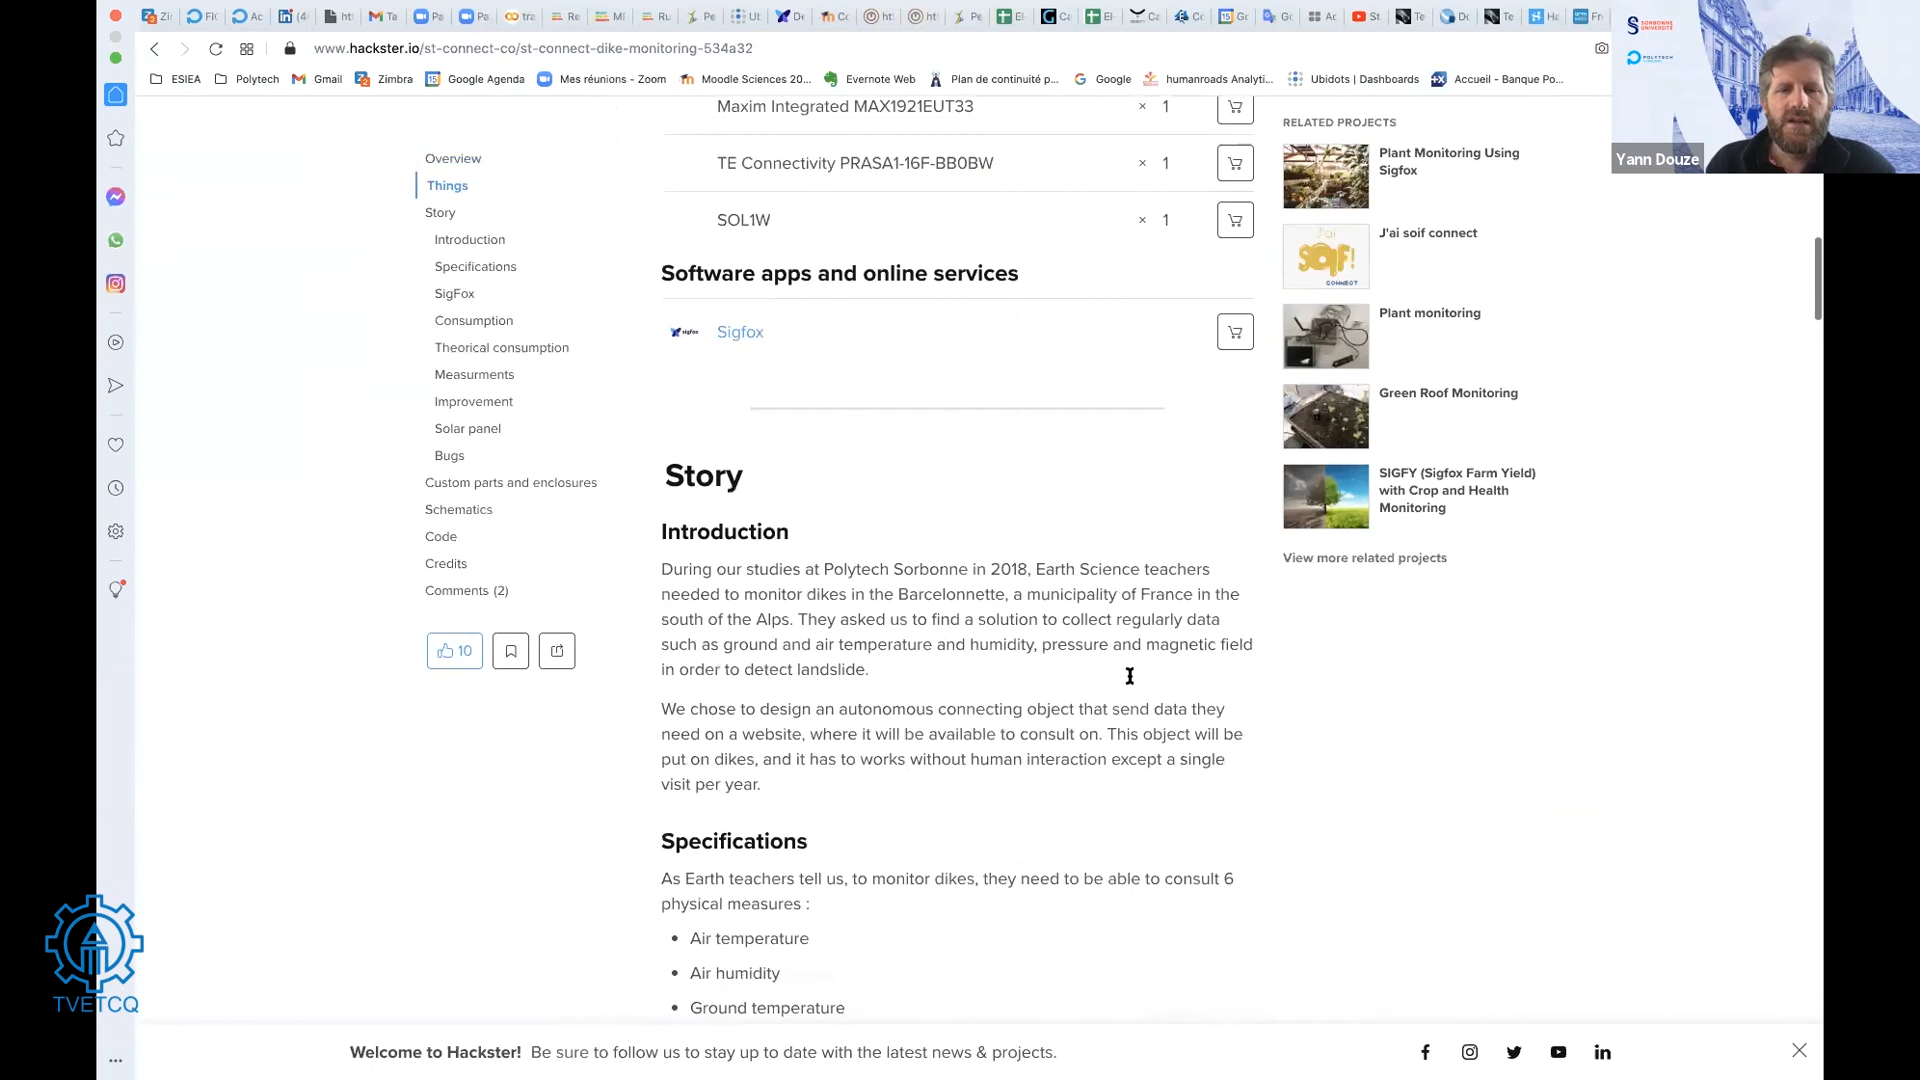 www.hackster.io/st-connect-co/st-connect-dike-monitoring-534a32
ESIEA
Polytech
Gmail
Zimbra
Google Agenda
Mes réunions - Zoom
Moodle Sciences 20...
Evernote Web
Plan de continuité p...
Google
humanroads Analyti...
Ubidots | Dashboards
Accueil - Banque Po...
SORBONNE
UNIVERSITÉ
POLYTECH
Yann Douze
Overview
Things
Story
Introduction
Specifications
SigFox
Consumption
Theorical consumption
Measurments
Improvement
Solar panel
Bugs
Custom parts and enclosures
Schematics
Code
Credits
Comments (2)
10
Maxim Integrated MAX1921EUT33 × 1
TE Connectivity PRASA1-16F-BB0BW × 1
SOL1W × 1
Software apps and online services
sigfox Sigfox
Story
Introduction
During our studies at Polytech Sorbonne in 2018, Earth Science teachers
needed to monitor dikes in the Barcelonnette, a municipality of France in the
south of the Alps. They asked us to find a solution to collect regularly data
such as ground and air temperature and humidity, pressure and magnetic field
in order to detect landslide.
We chose to design an autonomous connecting object that send data they
need on a website, where it will be available to consult on. This object will be
put on dikes, and it has to works without human interaction except a single
visit per year.
Specifications
As Earth teachers tell us, to monitor dikes, they need to be able to consult 6
physical measures :
• Air temperature
• Air humidity
• Ground temperature
RELATED PROJECTS
Plant Monitoring Using
Sigfox
J'ai soif connect
J'ai
SOIF!
CONNECT
Plant monitoring
Green Roof Monitoring
SIGFY (Sigfox Farm Yield)
with Crop and Health
Monitoring
View more related projects
TVETCQ
Welcome to Hackster! Be sure to follow us to stay up to date with the latest news & projects.